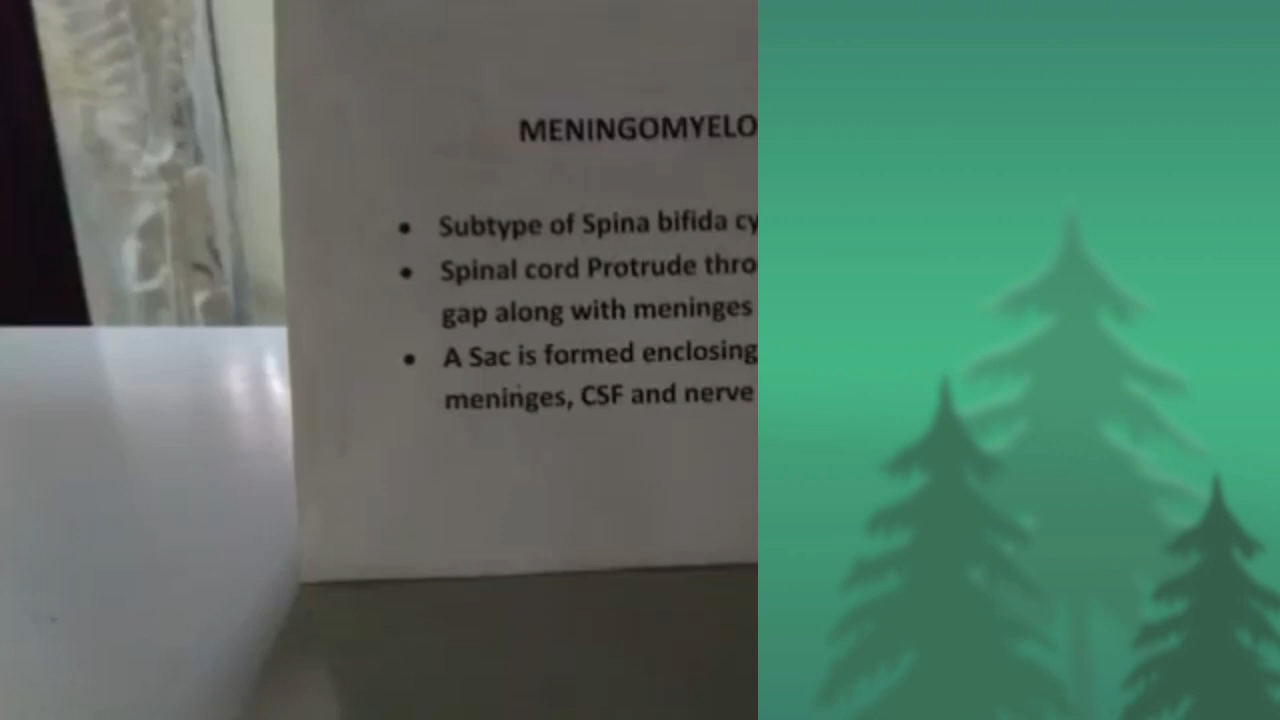 MENINGOMYELO
• Subtype of Spina bifida cy
• Spinal cord Protrude thro
gap along with meninges
• A Sac is formed enclosing
meninges, CSF and nerve